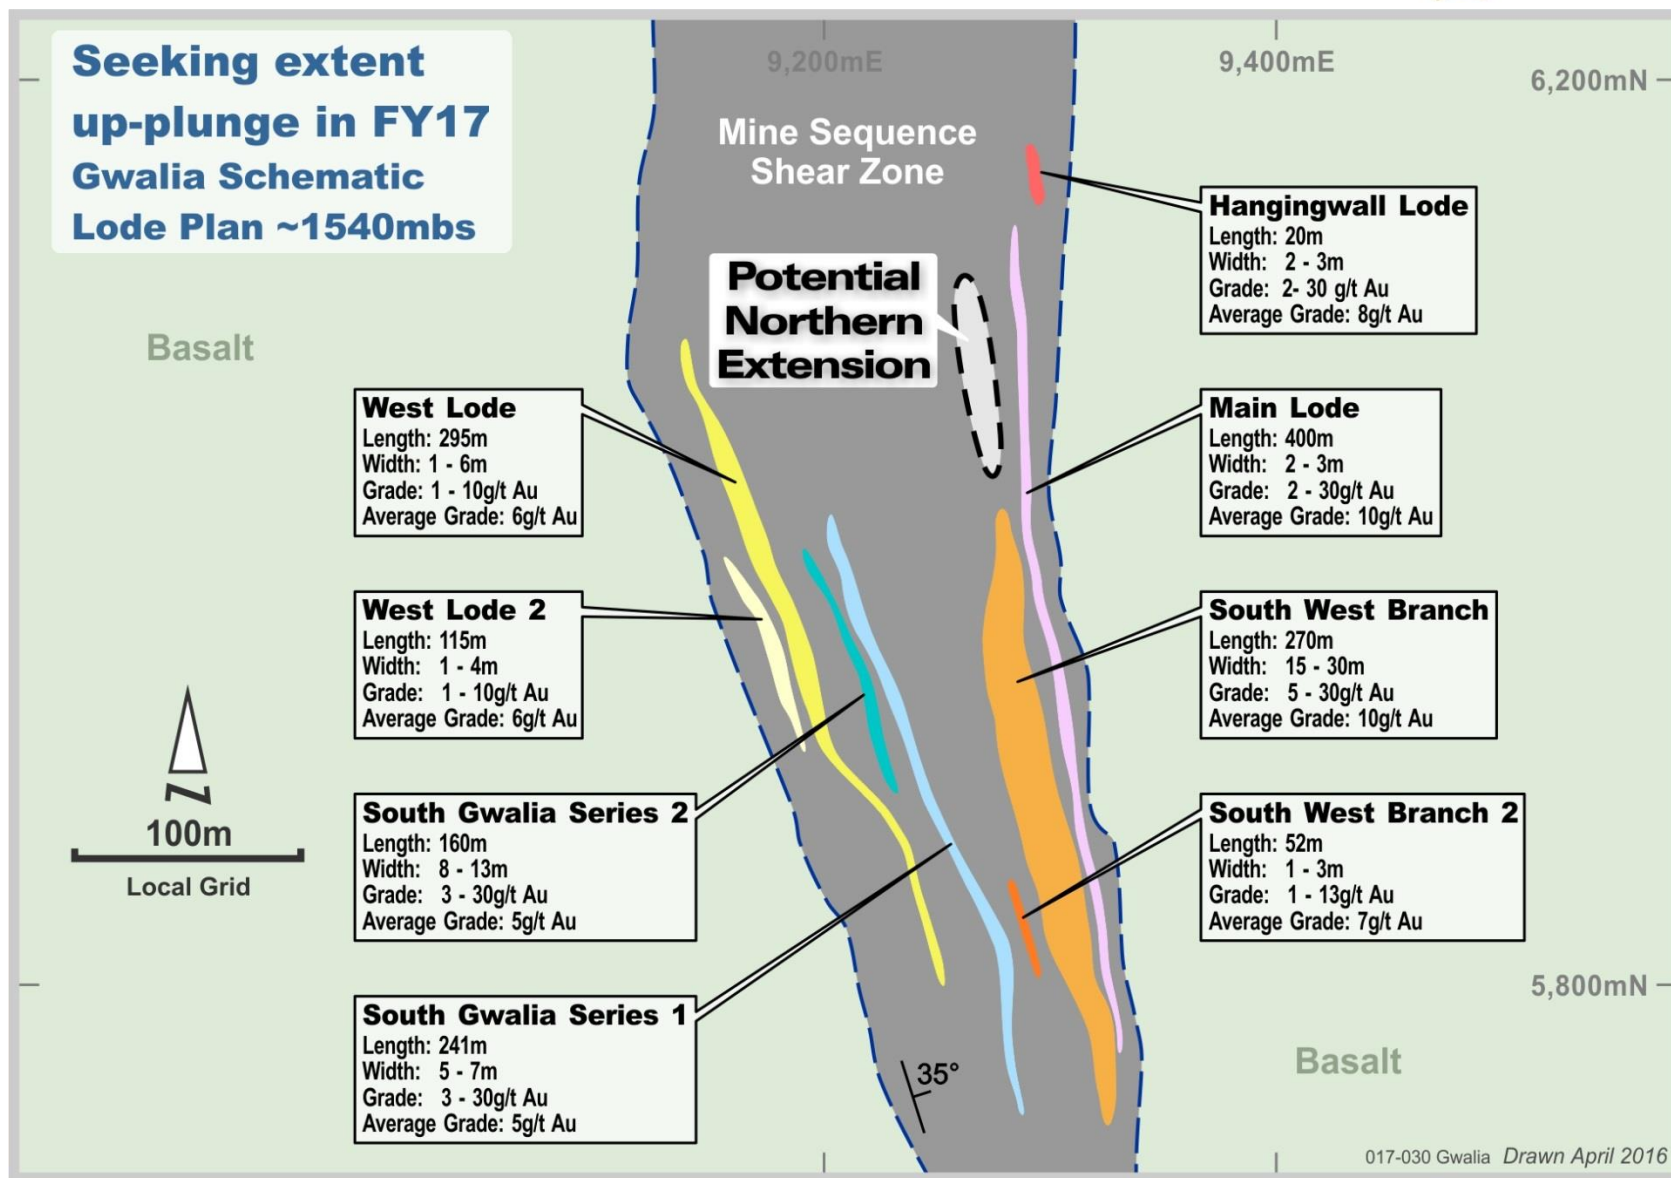 Seeking extent
up-plunge in FY17
Gwalia Schematic
Lode Plan ~1540mbs
9,200mE
9,400mE
6,200mN
Mine Sequence
Shear Zone
Hangingwall Lode
Length: 20m
Width: 2 - 3m
Grade: 2- 30 g/t Au
Average Grade: 8g/t Au
Potential
Northern
Extension
Basalt
West Lode
Length: 295m
Width: 1 - 6m
Grade: 1 - 10g/t Au
Average Grade: 6g/t Au
Main Lode
Length: 400m
Width: 2 - 3m
Grade: 2 - 30g/t Au
Average Grade: 10g/t Au
West Lode 2
Length: 115m
Width: 1 - 4m
Grade: 1 - 10g/t Au
Average Grade: 6g/t Au
South West Branch
Length: 270m
Width: 15 - 30m
Grade: 5 - 30g/t Au
Average Grade: 10g/t Au
N
100m
Local Grid
South Gwalia Series 2
Length: 160m
Width: 8 - 13m
Grade: 3 - 30g/t Au
Average Grade: 5g/t Au
South West Branch 2
Length: 52m
Width: 1 - 3m
Grade: 1 - 13g/t Au
Average Grade: 7g/t Au
5,800mN
South Gwalia Series 1
Length: 241m
Width: 5 - 7m
Grade: 3 - 30g/t Au
Average Grade: 5g/t Au
35°
Basalt
017-030 Gwalia Drawn April 2016